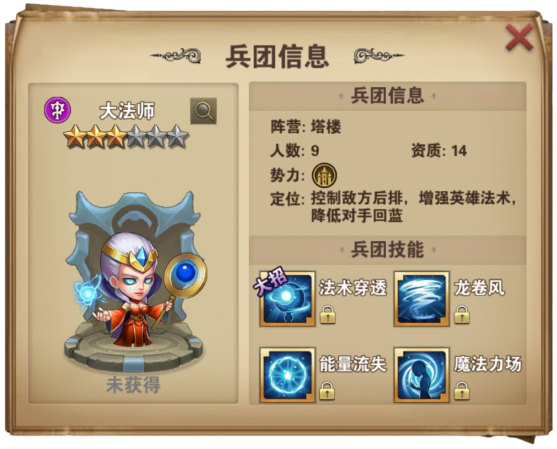 兵团信息
大法师
未获得
兵团信息
阵营: 塔楼
人数: 9
资质: 14
势力:
定位: 控制敌方后排，增强英雄法术，
降低对手回蓝
兵团技能
大招
法术穿透
龙卷风
能量流失
魔法力场